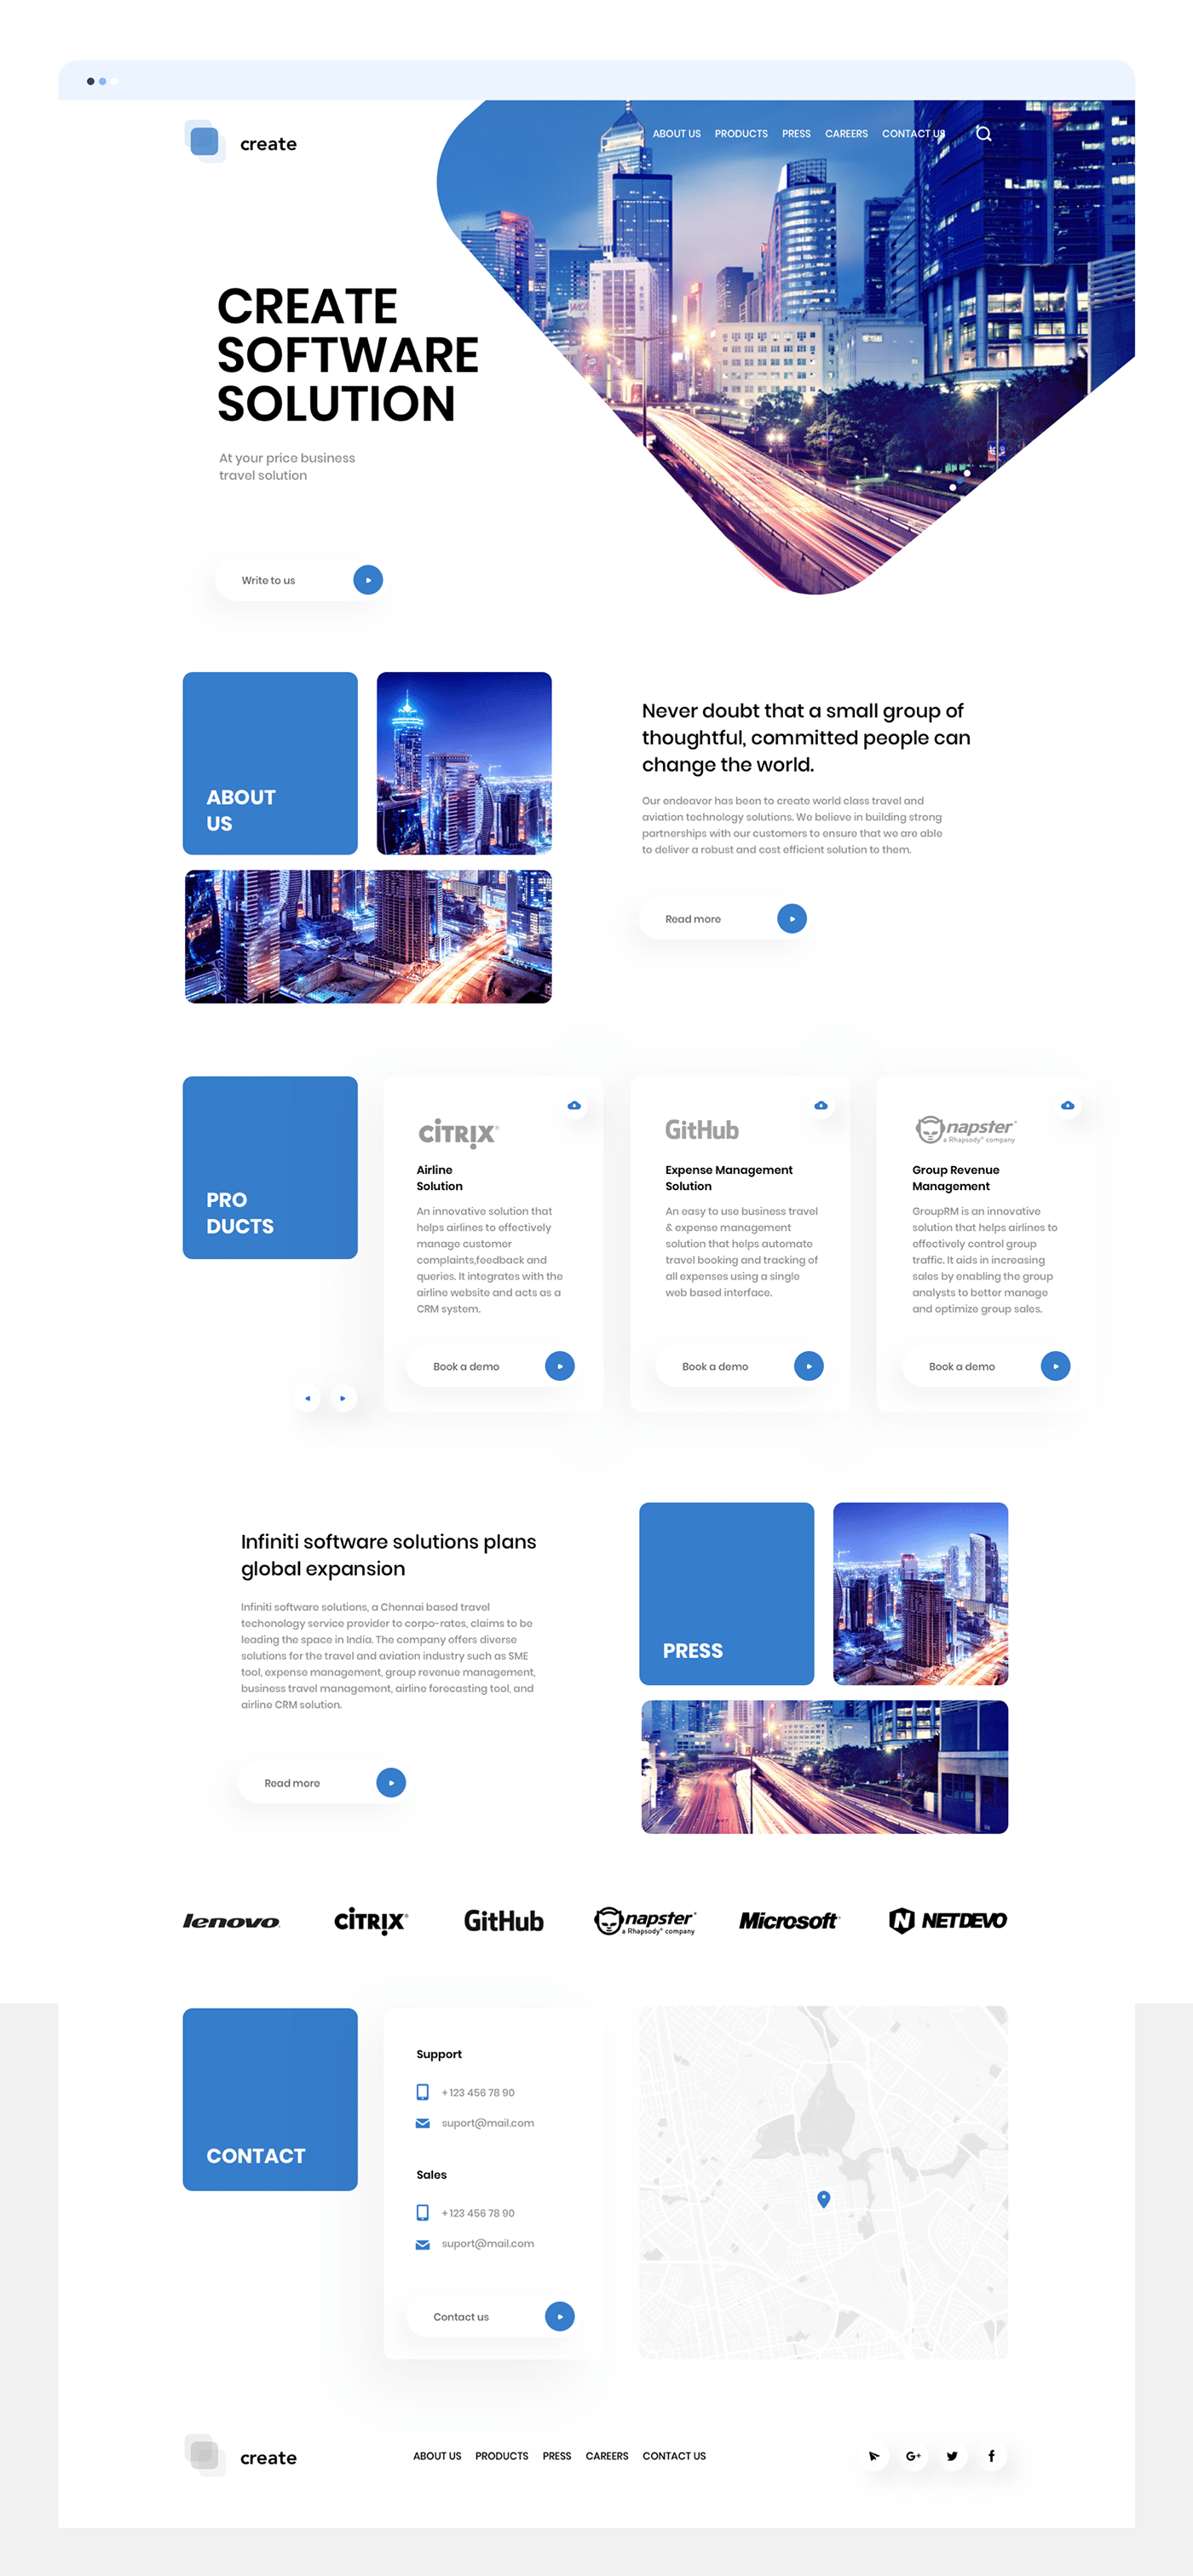 create
ABOUT US PRODUCTS PRESS CAREERS CONTACT US
CREATE
SOFTWARE
SOLUTION
At your price business
travel solution
Write to us
ABOUT
US
Never doubt that a small group of
thoughtful, committed people can
change the world.
Our endeavor has been to create world class travel and
aviation technology solutions. We believe in building strong
partnerships with our customers to ensure that we are able
to deliver a robust and cost efficient solution to them.
Read more
PRO
DUCTS
CİTRIX®
Airline
Solution
An innovative solution that
helps airlines to effectively
manage customer
complaints,feedback and
queries. It integrates with the
airline website and acts as a
CRM system.
Book a demo
GitHub
Expense Management
Solution
An easy to use business travel
& expense management
solution that helps automate
travel booking and tracking of
all expenses using a single
web based interface.
Book a demo
napster
a Rhapsody® company
Group Revenue
Management
GroupRM is an innovative
solution that helps airlines to
effectively control group
traffic. It aids in increasing
sales by enabling the group
analysts to better manage
and optimize group sales.
Book a demo
Infiniti software solutions plans
global expansion
Infiniti software solutions, a Chennai based travel
techonology service provider to corpo-rates, claims to be
leading the space in India. The company offers diverse
solutions for the travel and aviation industry such as SME
tool, expense management, group revenue management,
business travel management, airline forecasting tool, and
airline CRM solution.
Read more
PRESS
lenovo CİTRIX® GitHub napster Microsoft NETDEVO
a Rhapsody® company
CONTACT
Support
+ 123 456 78 90
suport@mail.com
Sales
+ 123 456 78 90
suport@mail.com
Contact us
create
ABOUT US PRODUCTS PRESS CAREERS CONTACT US
G+ f